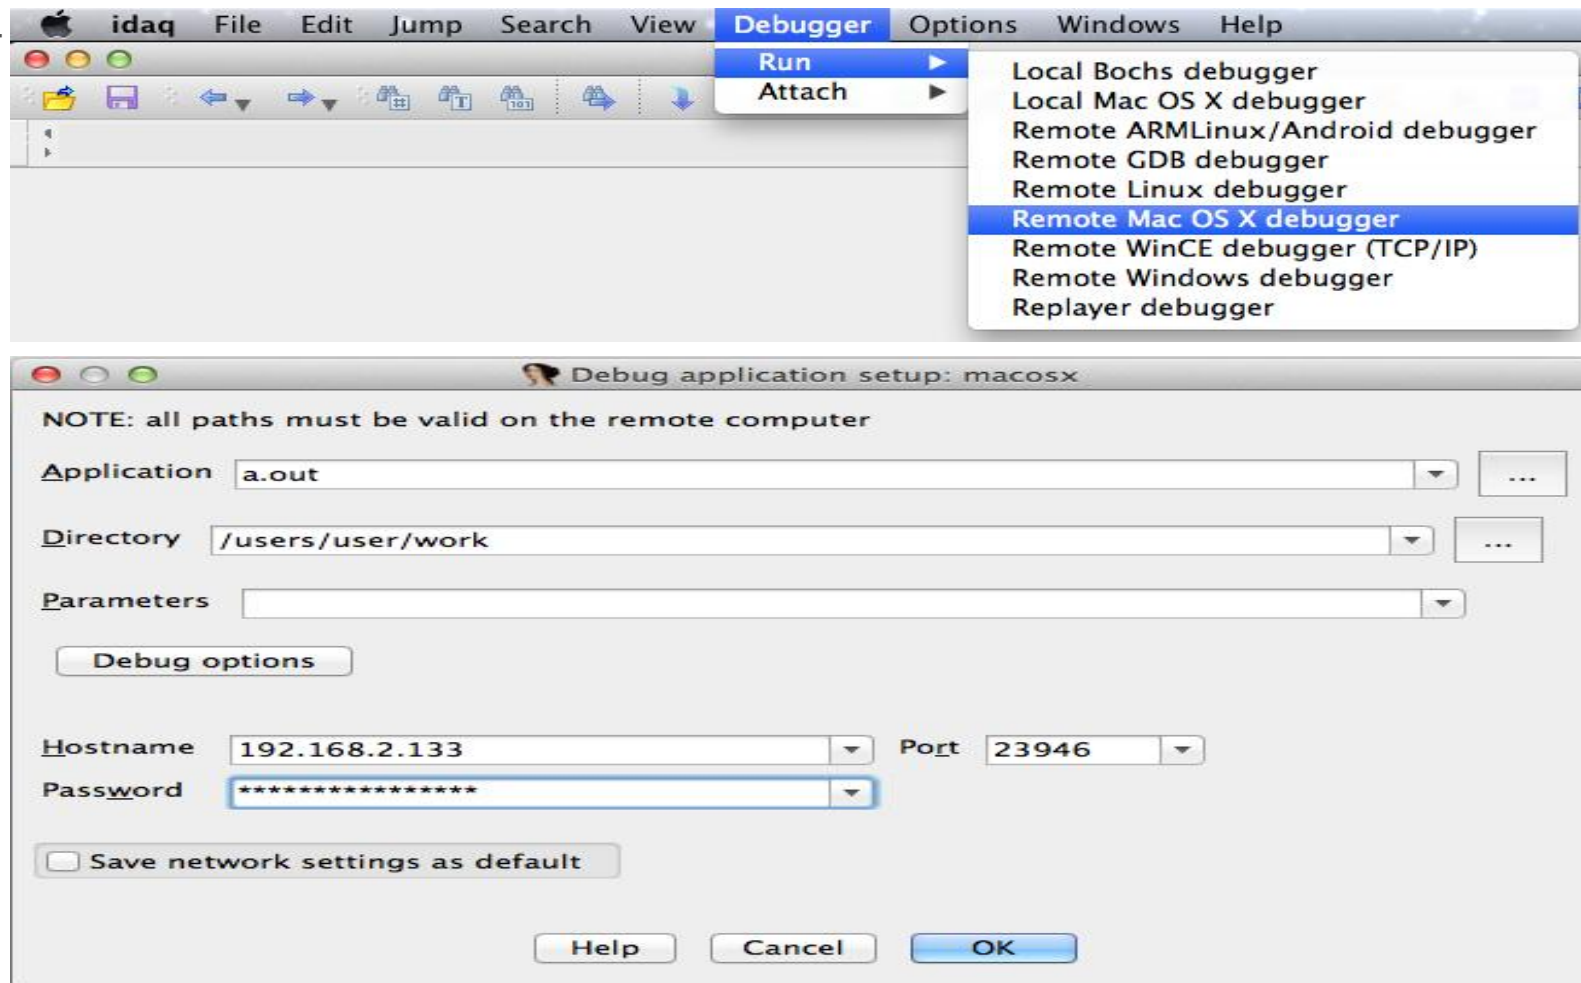 idaq File Edit Jump Search View Debugger Options Windows Help
Run
Attach
Local Bochs debugger
Local Mac OS X debugger
Remote ARMLinux/Android debugger
Remote GDB debugger
Remote Linux debugger
Remote Mac OS X debugger
Remote WinCE debugger (TCP/IP)
Remote Windows debugger
Replayer debugger
Debug application setup: macosx
NOTE: all paths must be valid on the remote computer
Application a.out ...
Directory /users/user/work ...
Parameters
Debug options
Hostname 192.168.2.133 Port 23946
Password ****************
Save network settings as default
Help Cancel OK